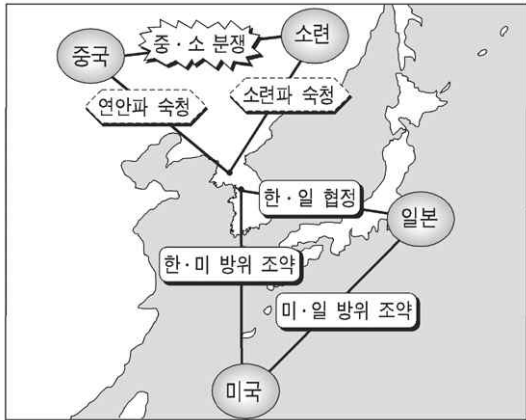 중국
중·소 분쟁
소련
연안파 숙청
소련파 숙청
한·일 협정
일본
한·미 방위 조약
미·일 방위 조약
미국